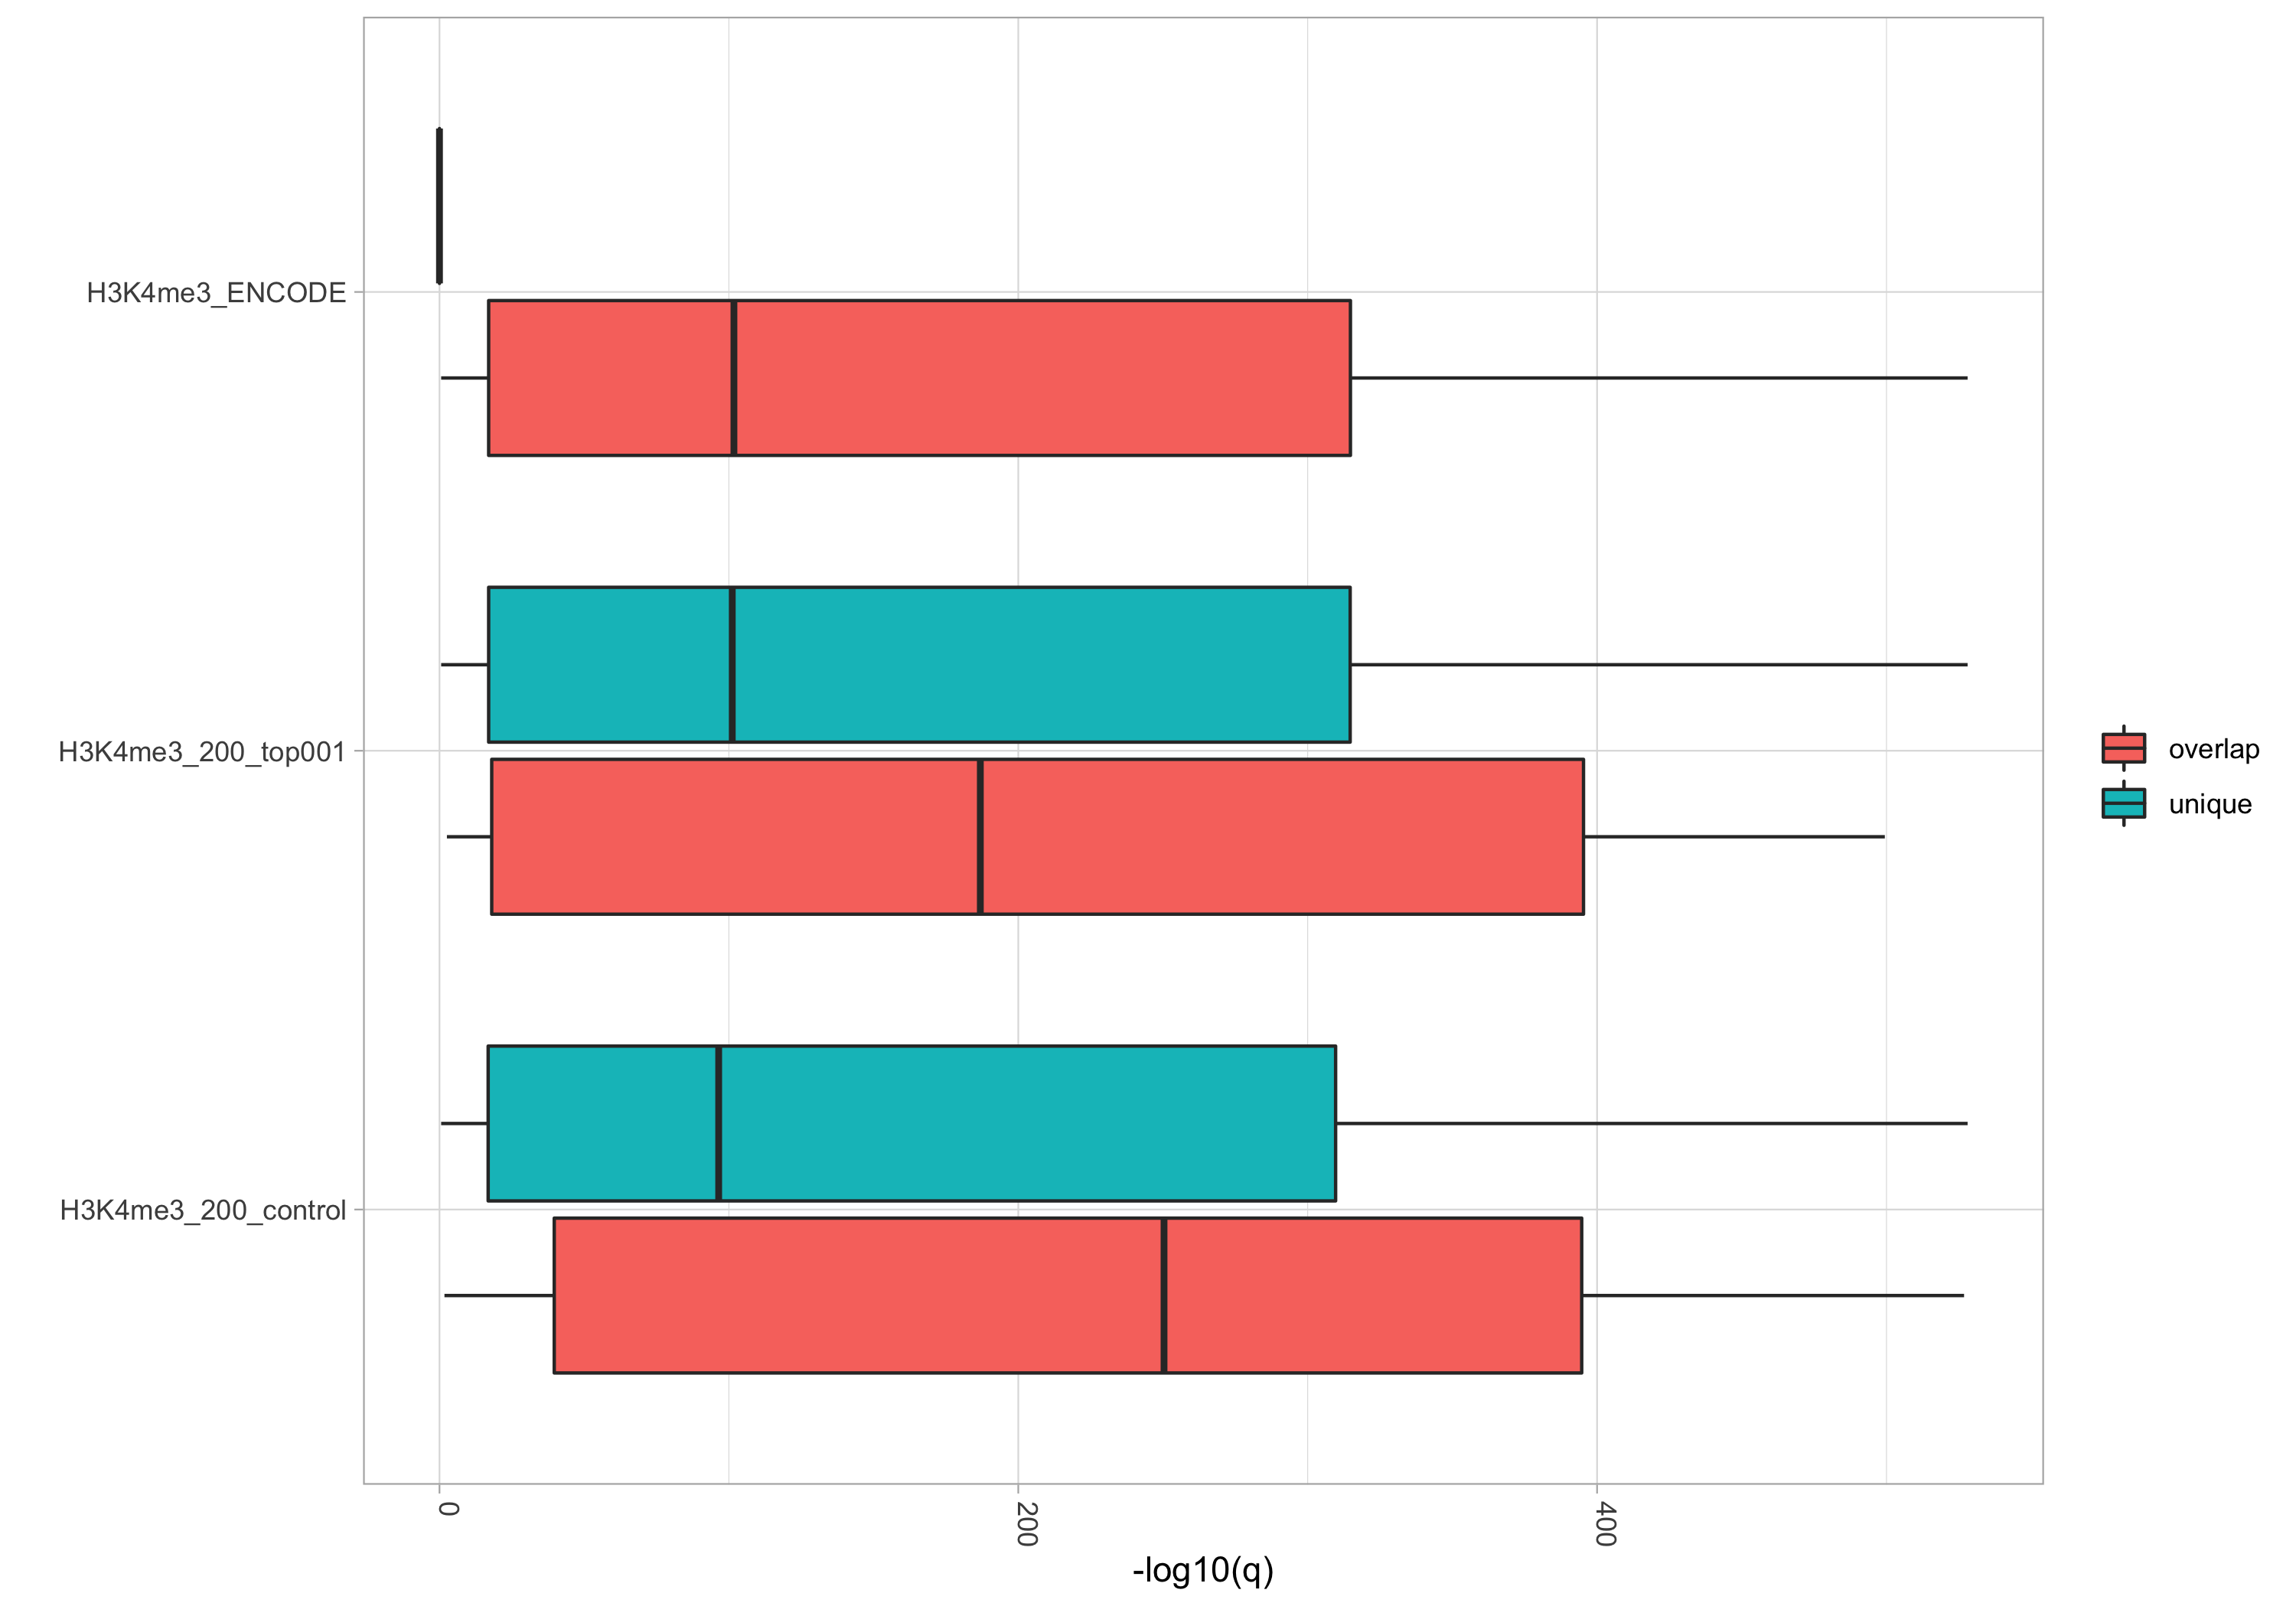 H3K4me3_ENCODE
H3K4me3_200_top001
H3K4me3_200_control
0
200
400
-log10(q)
overlap
unique